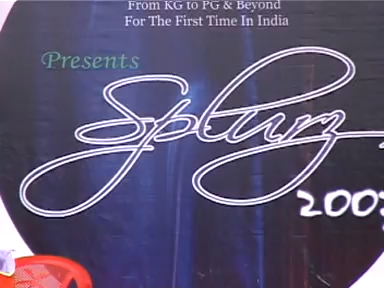 From KG to PG & Beyond
For The First Time In India
Presents
Splurz